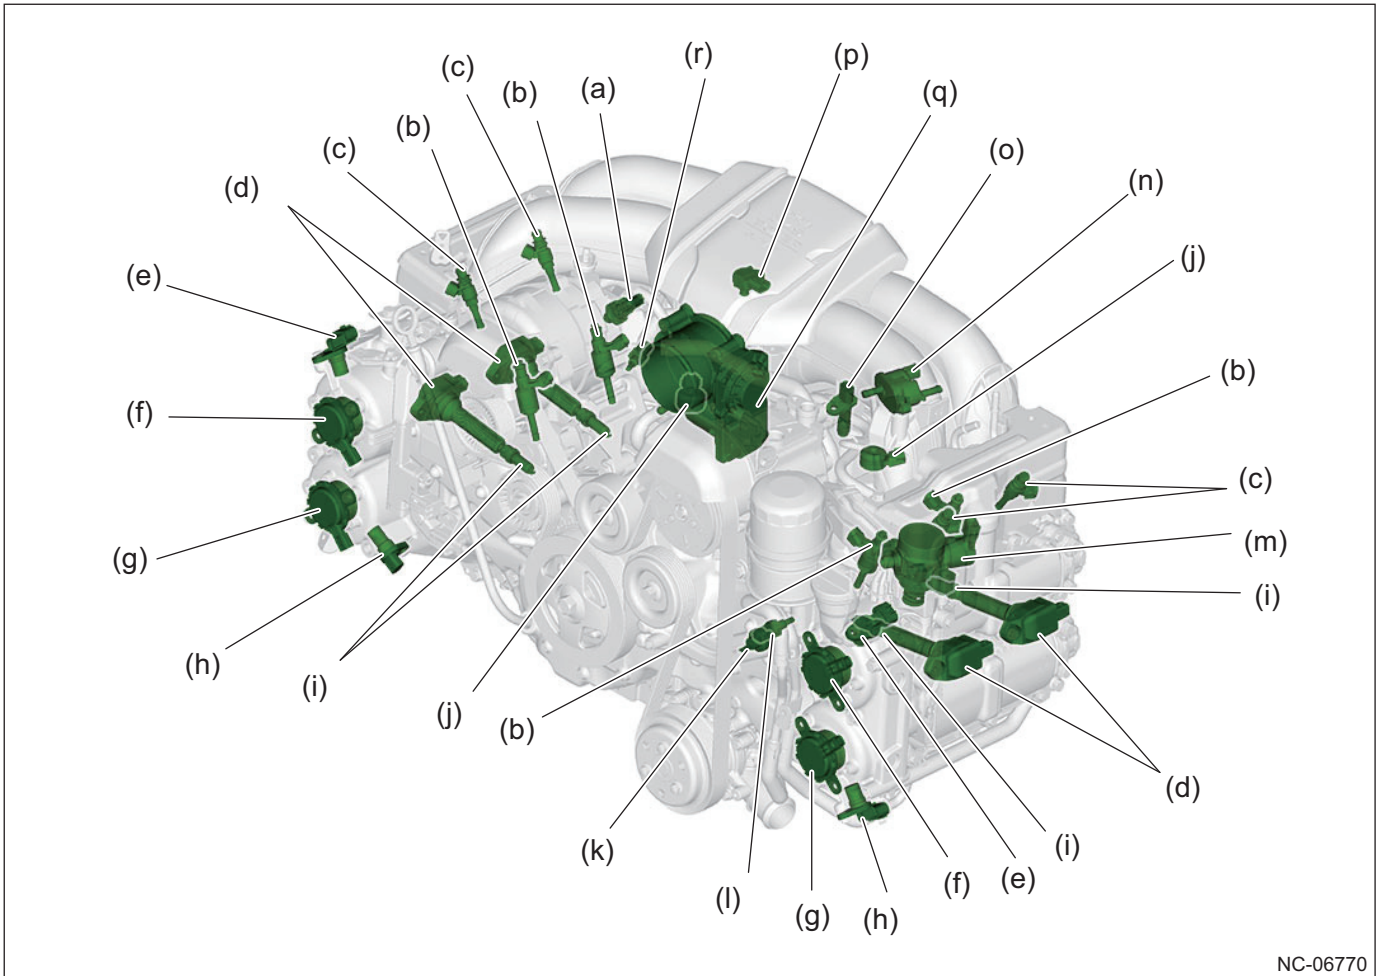 (r)
(p)
(c)
(b)
(a)
(q)
(b)
(c)
(o)
(d)
(n)
(j)
(e)
(b)
(f)
(c)
(g)
(m)
(i)
(h)
(i)
(j)
(b)
(d)
(k)
(l)
(g)
(h)
(f)
(e)
(i)
NC-06770